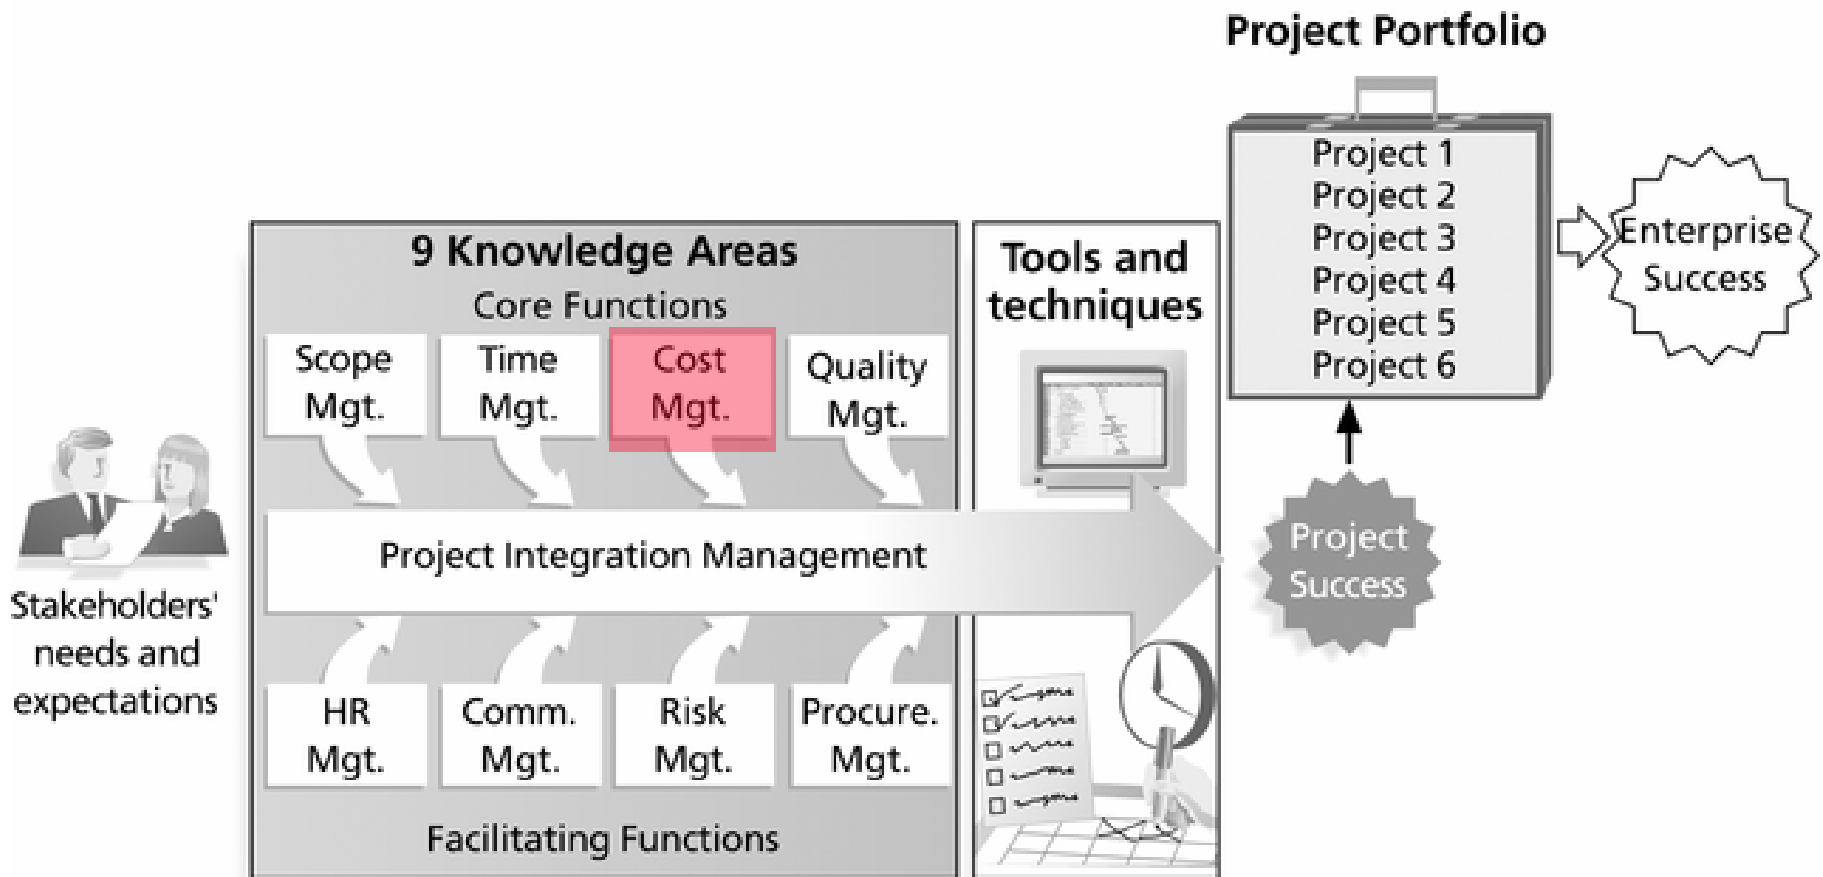 Project Portfolio
Project 1
Project 2
Project 3
Project 4
Project 5
Project 6
Enterprise
Success
9 Knowledge Areas
Core Functions
Scope
Mgt.
Time
Mgt.
Cost
Mgt.
Quality
Mgt.
Tools and
techniques
Project Integration Management
Project
Success
Stakeholders'
needs and
expectations
HR
Mgt.
Comm.
Mgt.
Risk
Mgt.
Procure.
Mgt.
Facilitating Functions